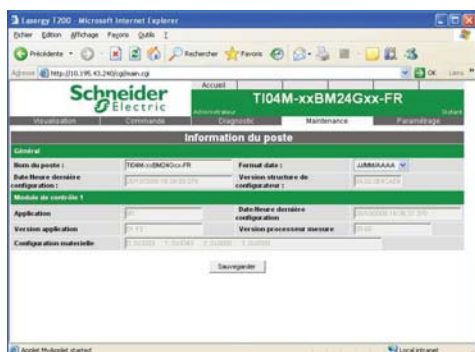 Easergy T200 - Microsoft Internet Explorer
Fichier Edition Affichage Favoris Outils ?
Précédente Rechercher Favoris
Adresse http://10.195.43.240/cgi/main.cgi OK Liens
Accueil
Schneider Electric
TI04M-xxBM24Gxx-FR
Administrateur
Visualisation Commande Diagnostic Maintenance Paramétrage
Information du poste
Général
Nom du poste : TI04M-xxBM24Gxx-FR Format date : JJ/MM/AAAA
Date/Heure dernière configuration : Version structure de configurateur :
Module de contrôle 1
Application Date/Heure dernière configuration
Version application Version processeur mesure
Configuration materielle
Sauvegarder
Applet MyApplet started Local intranet